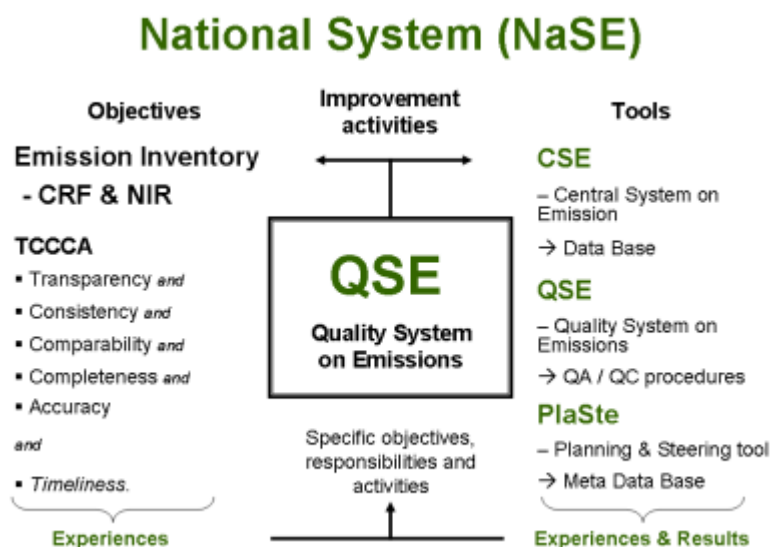 National System (NaSE)
Objectives
Emission Inventory
- CRF & NIR
TCCCA
▪ Transparency and
▪ Consistency and
▪ Comparability and
▪ Completeness and
▪ Accuracy
and
▪ Timeliness.
Experiences
Improvement
activities
QSE
Quality System
on Emissions
Specific objectives,
responsibilities and
activities
Tools
CSE
– Central System on
Emission
→ Data Base
QSE
– Quality System on
Emissions
→ QA / QC procedures
PlaSte
– Planning & Steering tool
→ Meta Data Base
Experiences & Results